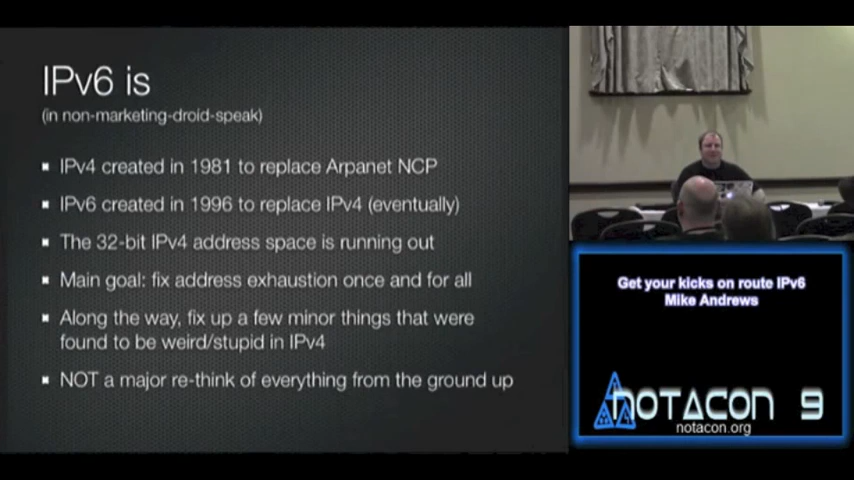 IPv6 is
(in non-marketing-droid-speak)
IPv4 created in 1981 to replace Arpanet NCP
IPv6 created in 1996 to replace IPv4 (eventually)
The 32-bit IPv4 address space is running out
Main goal: fix address exhaustion once and for all
Along the way, fix up a few minor things that were
found to be weird/stupid in IPv4
NOT a major re-think of everything from the ground up
Get your kicks on route IPv6
Mike Andrews
NOTACON 9
notacon.org